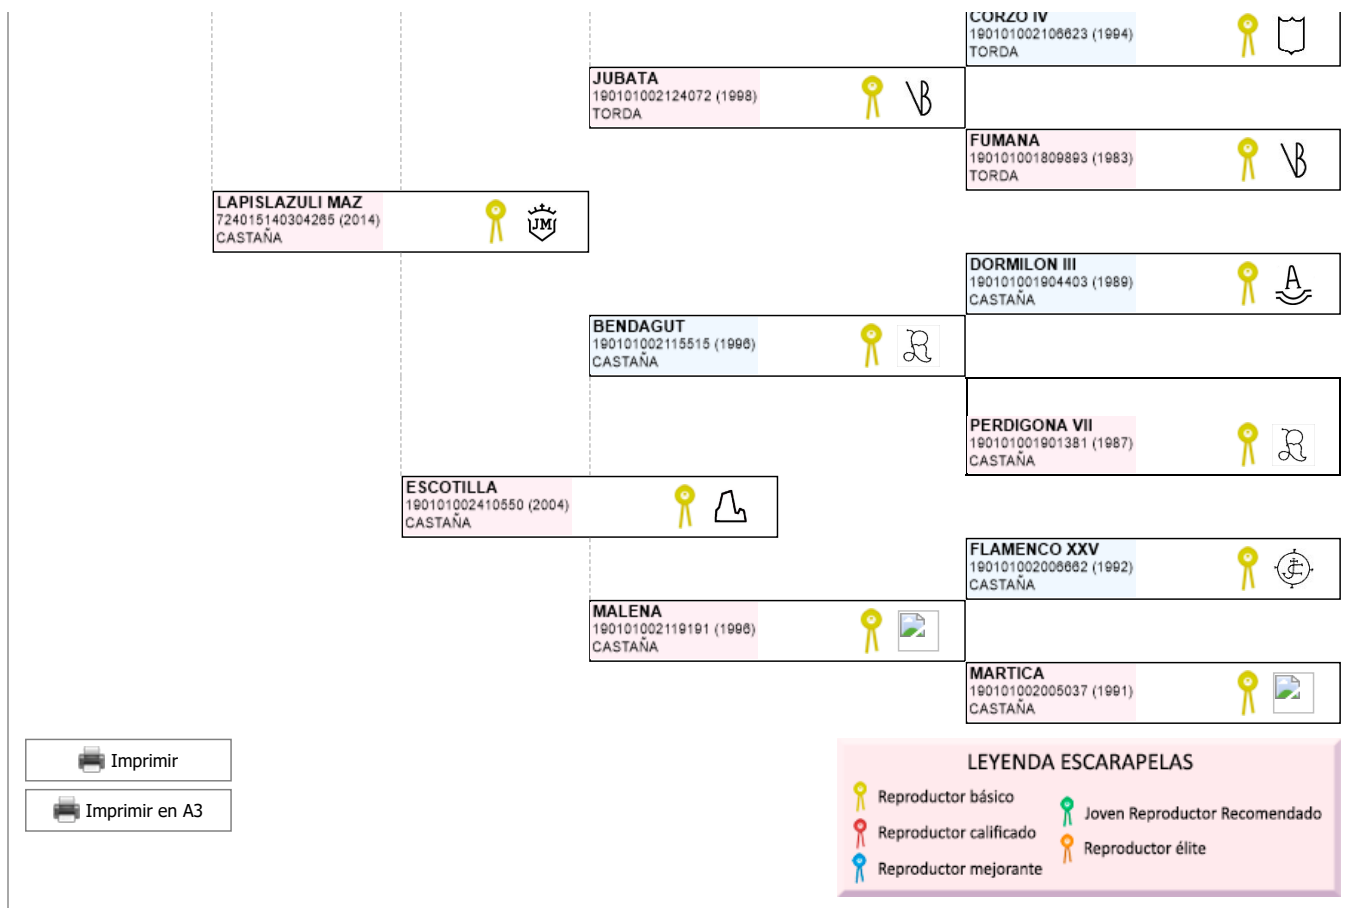 CORZO IV
190101002106623 (1994)
TORDA
JUBATA
190101002124072 (1998)
TORDA
FUMANA
190101001809893 (1983)
TORDA
LAPISLAZULI MAZ
724015140304265 (2014)
CASTAÑA
JM
DORMILON III
190101001904403 (1989)
CASTAÑA
A
BENDAGUT
190101002115515 (1996)
CASTAÑA
PERDIGONA VII
190101001901381 (1987)
CASTAÑA
ESCOTILLA
190101002410550 (2004)
CASTAÑA
FLAMENCO XXV
190101002006662 (1992)
CASTAÑA
MALENA
190101002119191 (1996)
CASTAÑA
MARTICA
190101002005037 (1991)
CASTAÑA
Imprimir
Imprimir en A3
LEYENDA ESCARAPELAS
Reproductor básico
Reproductor calificado
Reproductor mejorante
Joven Reproductor Recomendado
Reproductor élite